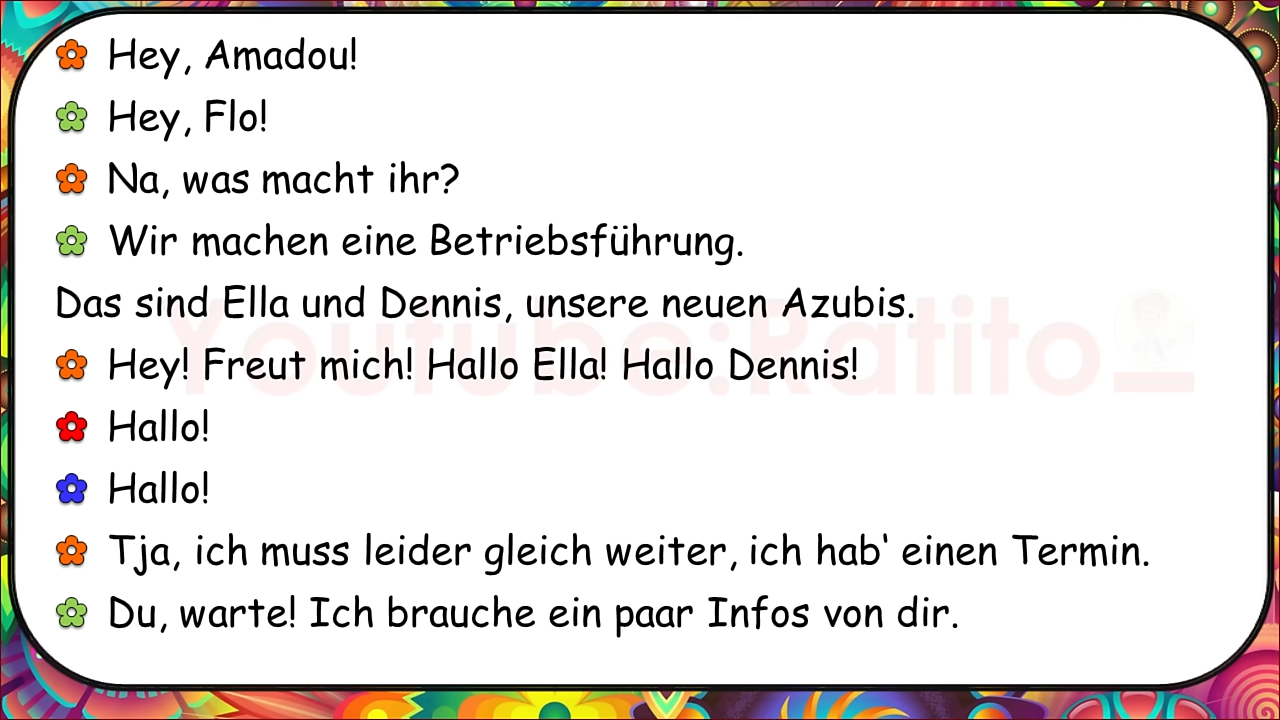 Hey, Amadou!
Hey, Flo!
Na, was macht ihr?
Wir machen eine Betriebsführung.
Das sind Ella und Dennis, unsere neuen Azubis.
Youtube:Ratito_
Hey! Freut mich! Hallo Ella! Hallo Dennis!
Hallo!
Hallo!
Tja, ich muss leider gleich weiter, ich hab‛ einen Termin.
Du, warte! Ich brauche ein paar Infos von dir.